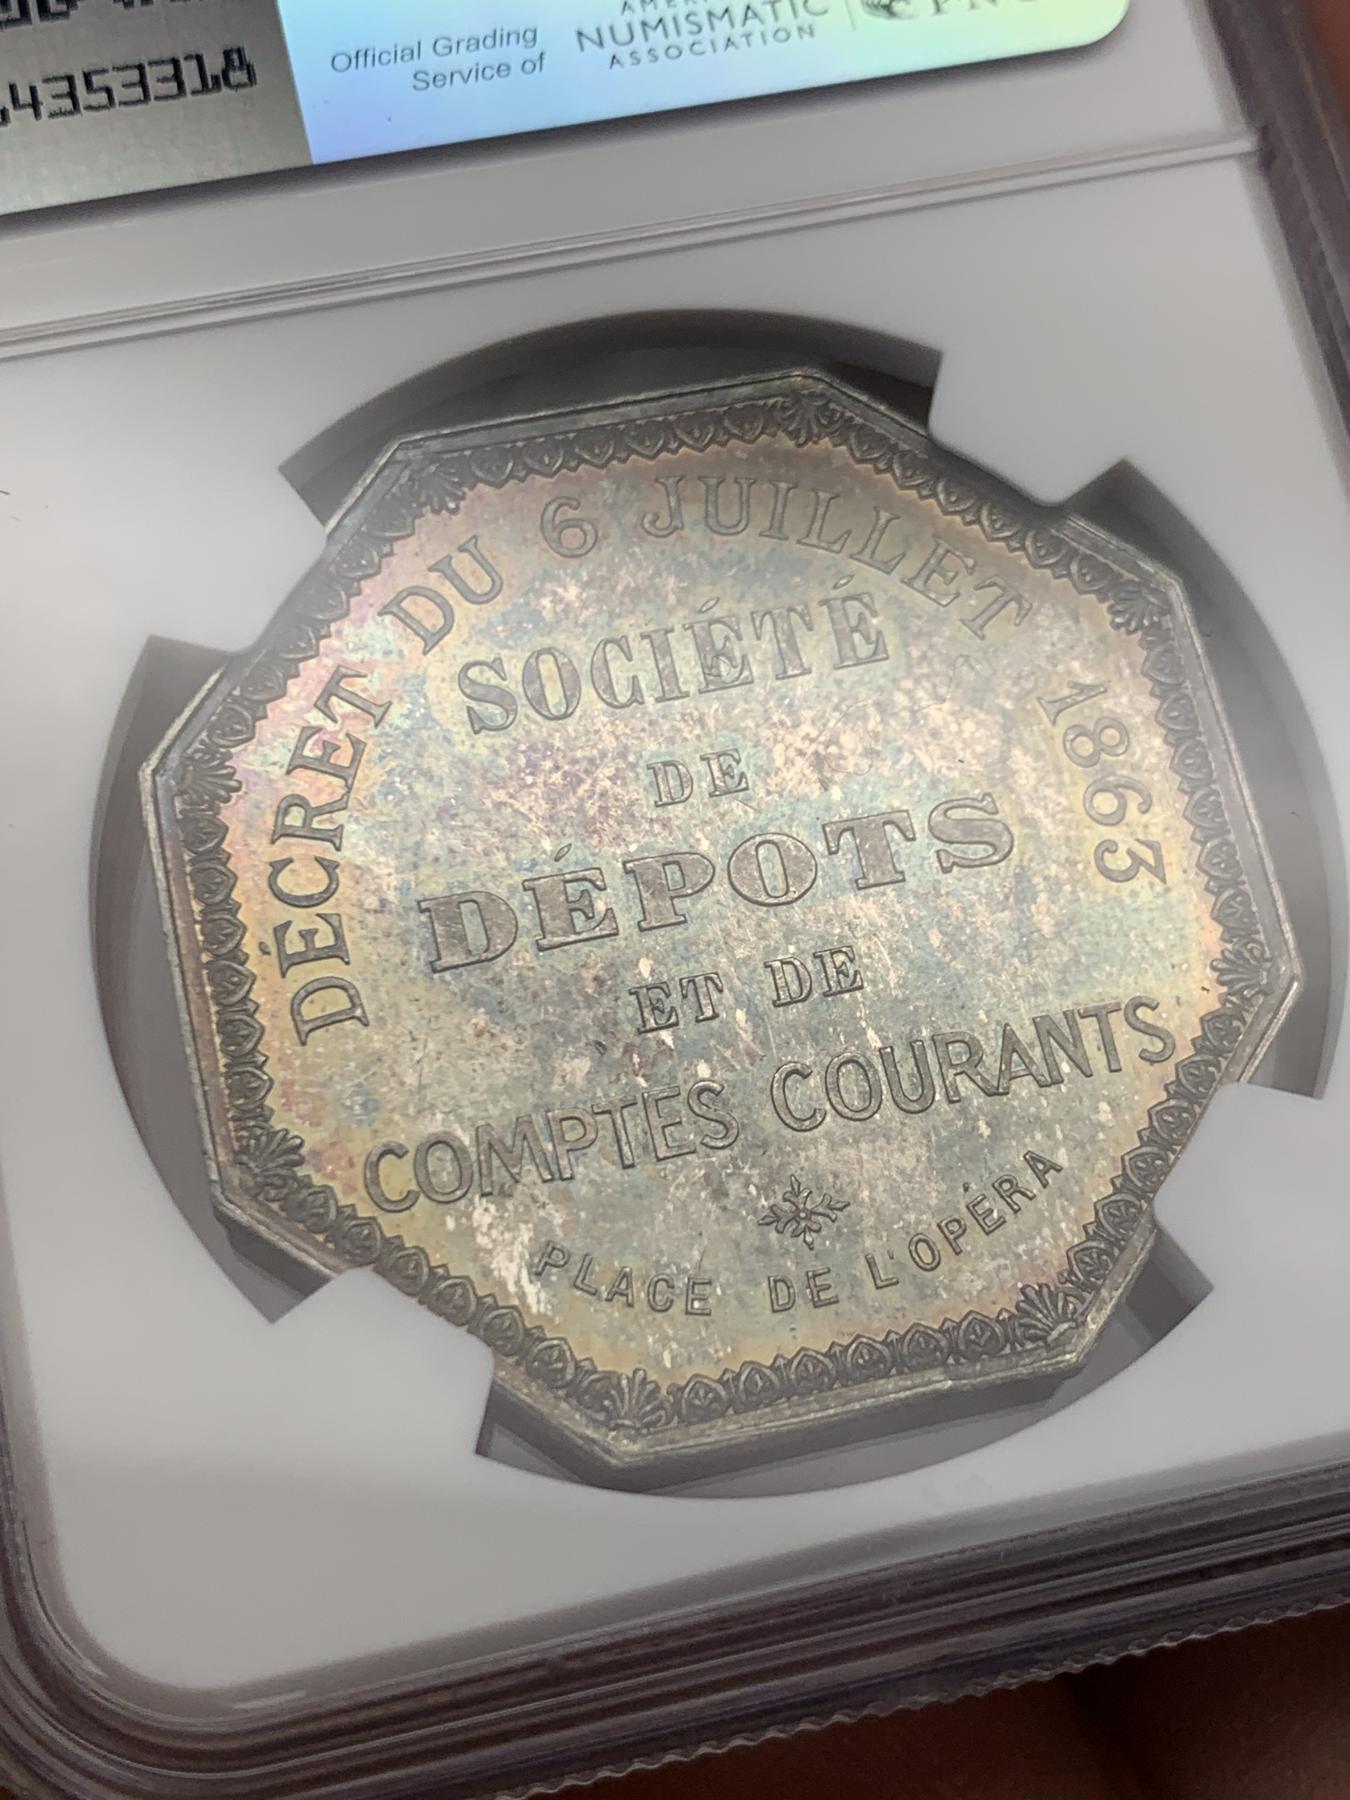 4353318
Official Grading
Service of
NUMISMATIC
ASSOCIATION
DÉCRET DU 6 JUILLET 1863
SOCIÉTÉ
DE
DÉPOTS
ET DE
COMPTES COURANTS
PLACE DE L'OPÉRA